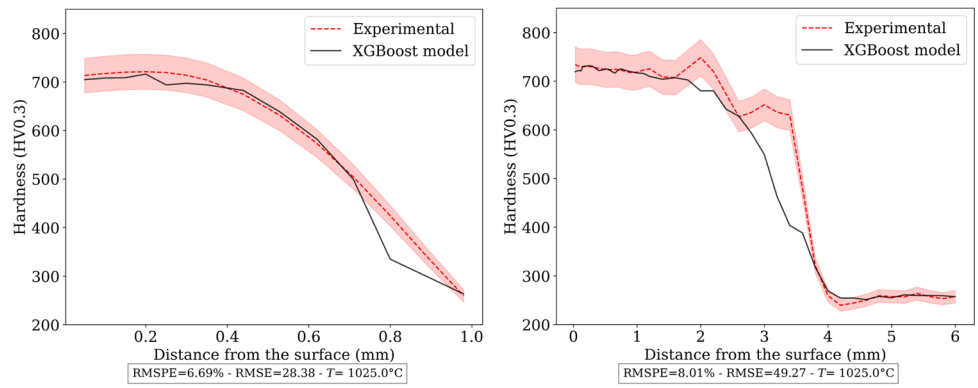 800
700
600
500
400
300
200
Hardness (HV0.3)
Experimental
XGBoost model
0.2
0.4
0.6
0.8
1.0
Distance from the surface (mm)
RMSPE=6.69% - RMSE=28.38 - T= 1025.0°C
800
700
600
500
400
300
200
Hardness (HV0.3)
Experimental
XGBoost model
0
1
2
3
4
5
6
Distance from the surface (mm)
RMSPE=8.01% - RMSE=49.27 - T= 1025.0°C